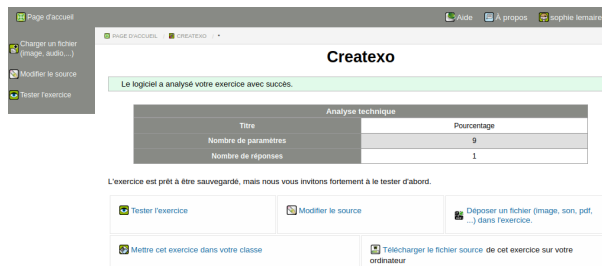 Page d'accueil
Aide À propos sophie lemaire
PAGE D'ACCUEIL CREATEXO
Charger un fichier
(image, audio,...)
Modifier le source
Tester l'exercice
Createxo
Le logiciel a analysé votre exercice avec succès.
Analyse technique
Titre Pourcentage
Nombre de paramètres 9
Nombre de réponses 1
L'exercice est prêt à être sauvegardé, mais nous vous invitons fortement à le tester d'abord.
Tester l'exercice
Modifier le source
Déposer un fichier (image, son, pdf,
...) dans l'exercice.
Mettre cet exercice dans votre classe
Télécharger le fichier source de cet exercice sur votre
ordinateur